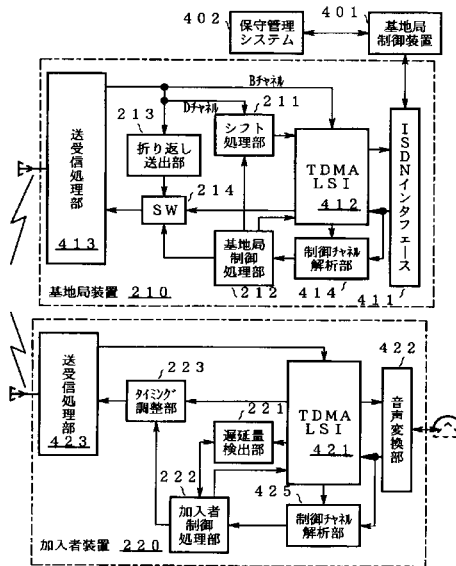 402
保守管理
システム
401
基地局
制御装置
Bチャネル
Dチャネル
213
211
送受信処理部
413
折り返し
送出部
シフト
処理部
TDMA
LSI
412
ISDNインタフェース
214
SW
基地局
制御
処理部
制御チャネル
解析部
基地局装置 210
212
414
411
送受信処理部
423
223
タイミング
調整部
221
遅延量
検出部
TDMA
LSI
421
422
音声変換部
222
加入者
制御
処理部
425
制御チャネル
解析部
加入者装置 220